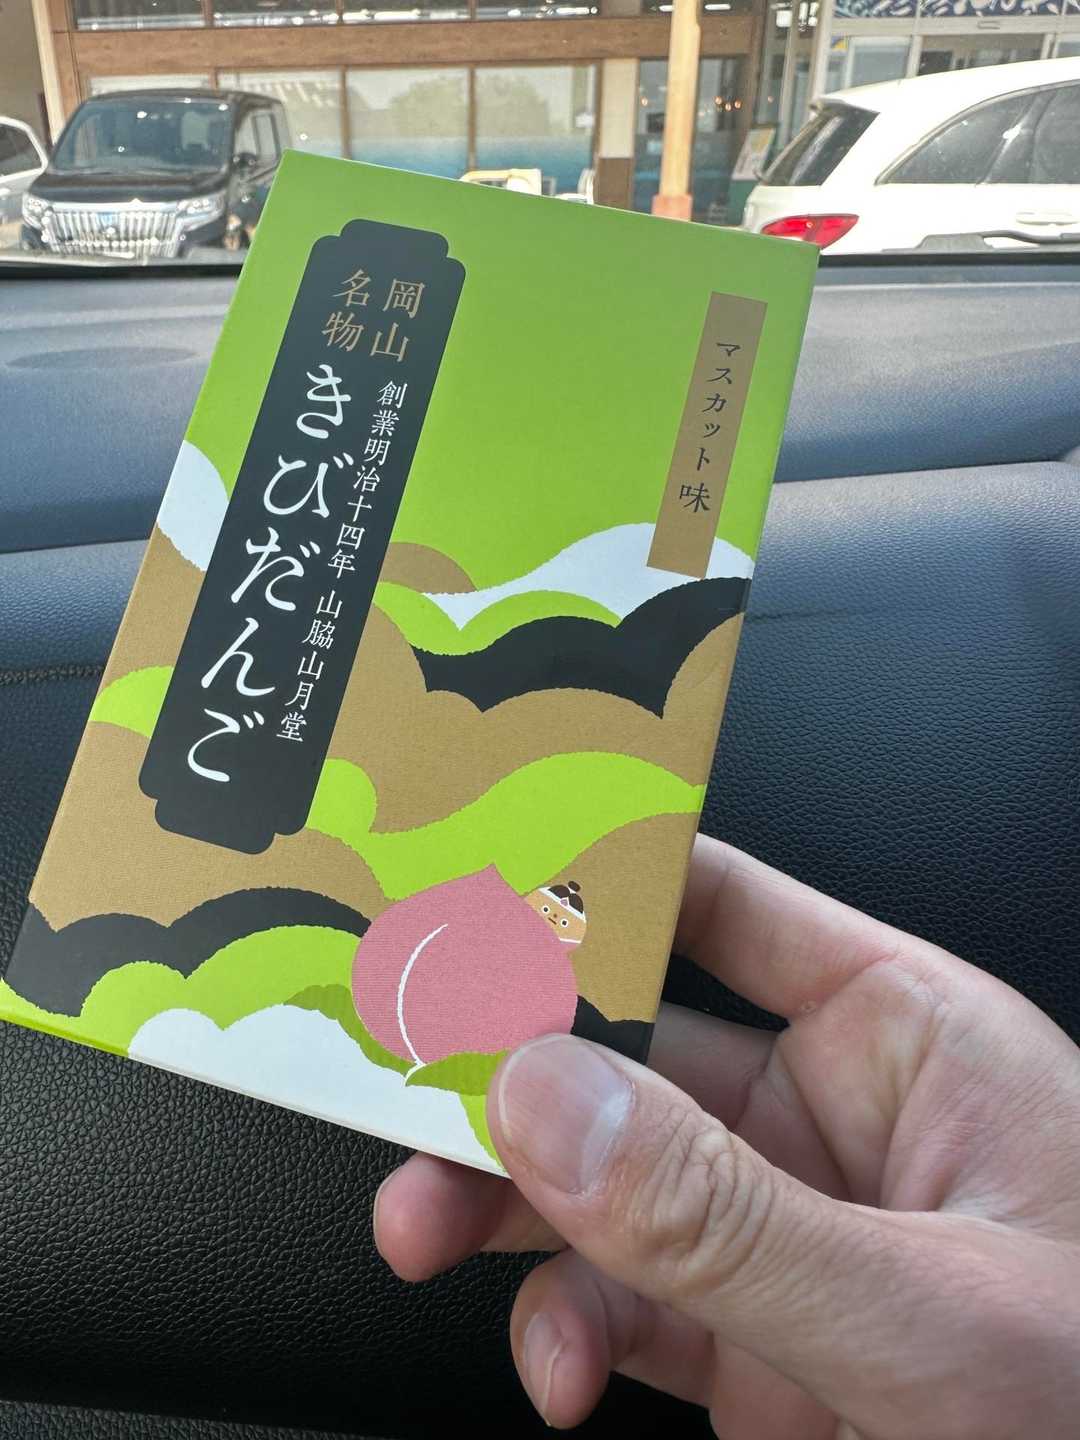 岡山
名物
きびだんご
創業明治十四年 山脇山月堂
マスカット味